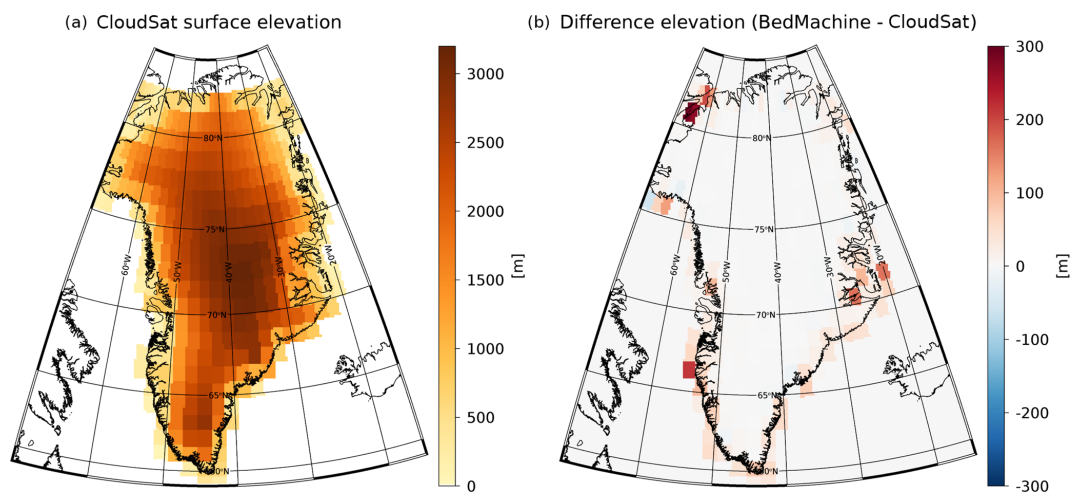 (a) CloudSat surface elevation
(b) Difference elevation (BedMachine - CloudSat)
80°N
75°N
70°N
65°N
60°N
60°W
50°W
40°W
30°W
20°W
3000
2500
2000
1500
1000
500
0
[m]
80°N
75°N
70°N
65°N
60°N
60°W
50°W
40°W
30°W
20°W
300
200
100
0
-100
-200
-300
[m]